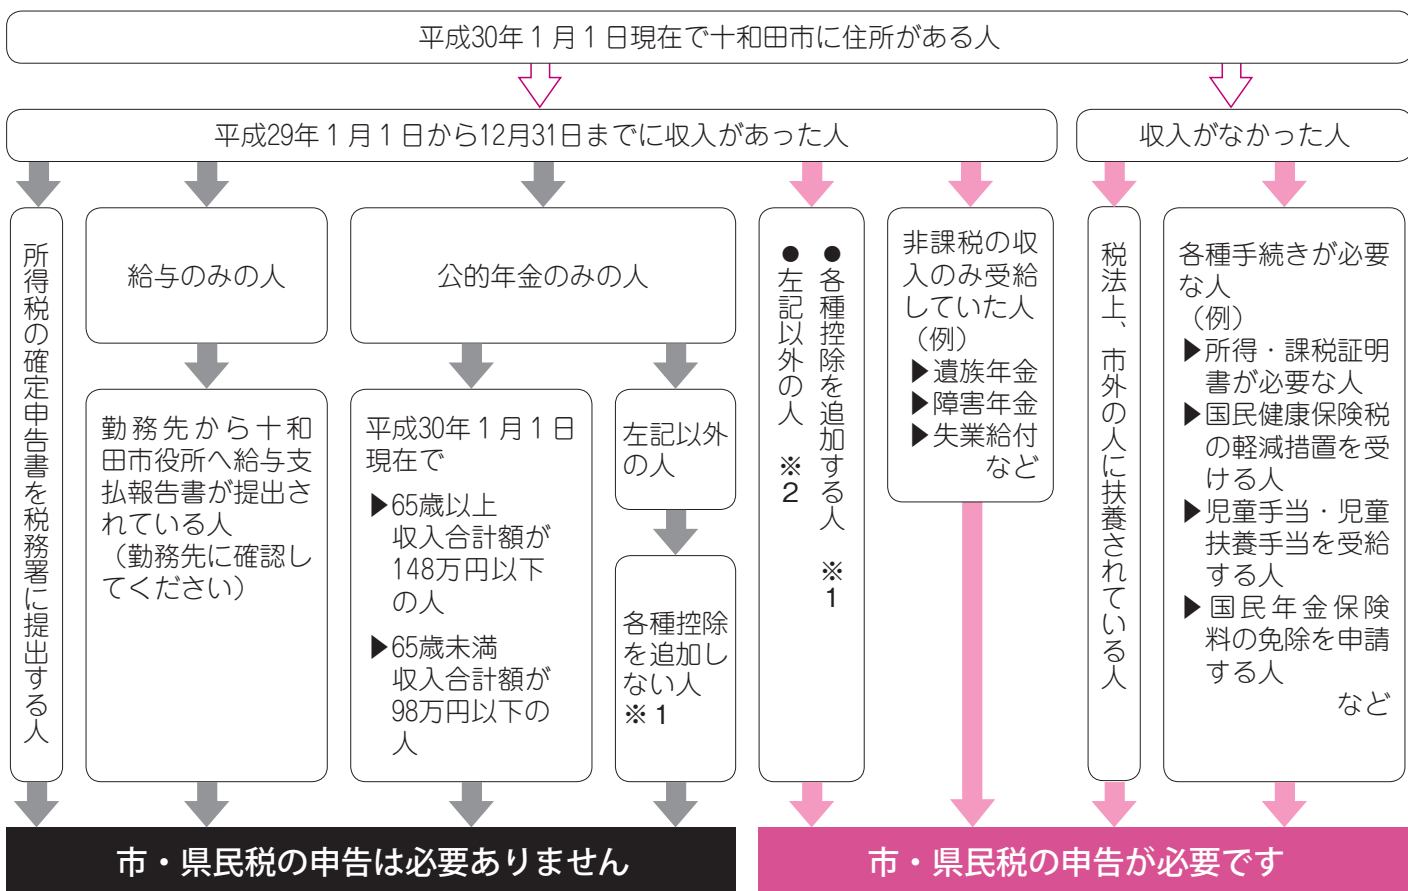 平成30年1月1日現在で十和田市に住所がある人
平成29年1月1日から12月31日までに収入があった人
収入がなかった人
所得税の確定申告書を税務署に提出する人
給与のみの人
勤務先から十和
田市役所へ給与支
払報告書が提出さ
れている人
（勤務先に確認し
てください）
公的年金のみの人
平成30年1月1日
現在で
▶65歳以上
収入合計額が
148万円以下
の人
▶65歳未満
収入合計額が
98万円以下の
人
左記以外
の人
各種控除
を追加し
ない人
※1
●各種控除を追加する人 ※1
●左記以外の人 ※2
非課税の収
入のみ受給
していた人
（例）
▶遺族年金
▶障害年金
▶失業給付
など
税法上、市外の人に扶養されている人
各種手続きが必要
な人
（例）
▶所得・課税証明
書が必要な人
▶国民健康保険税
の軽減措置を受
ける人
▶児童手当・児童
扶養手当を受給
する人
▶国民年金保険
料の免除を申請
する人
など
市・県民税の申告は必要ありません
市・県民税の申告が必要です